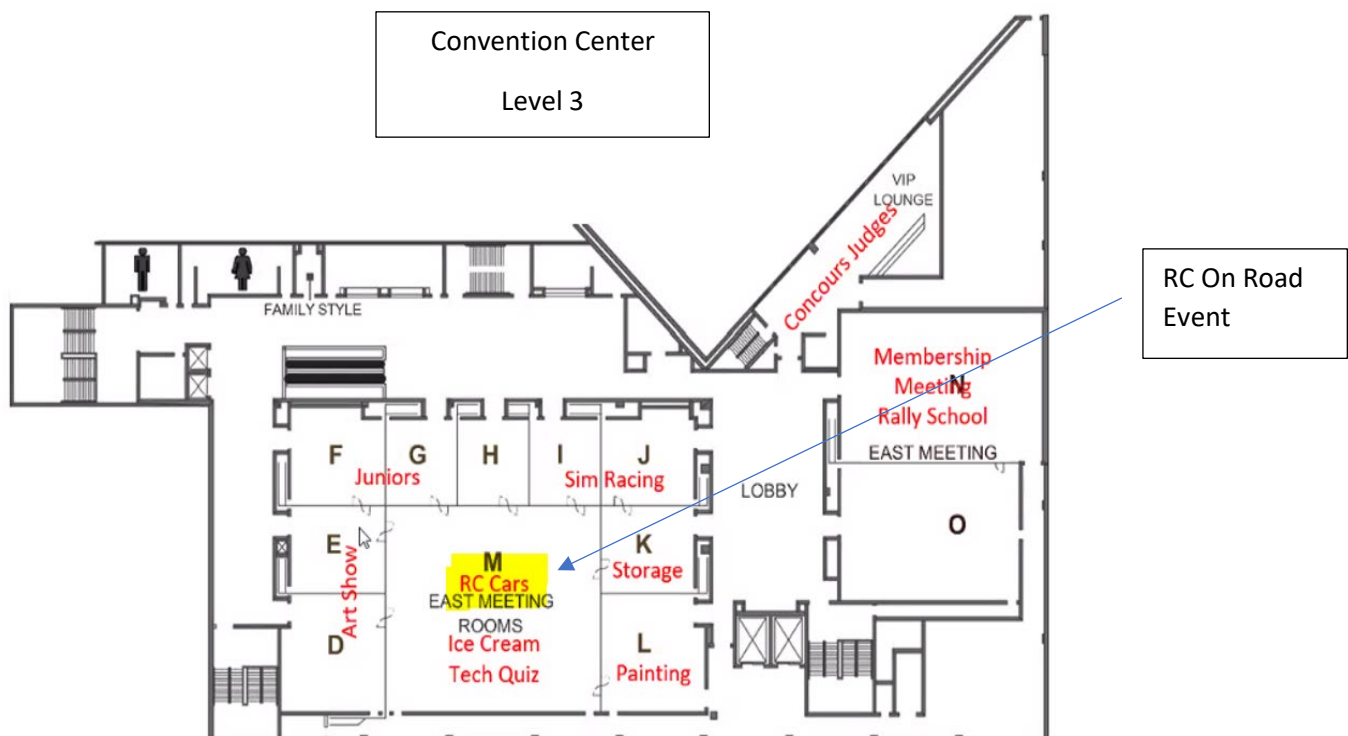 Convention Center
Level 3
VIP
LOUNGE
Concours Judges
RC On Road
Event
FAMILY STYLE
Membership
Meeting
N
Rally School
EAST MEETING
F
G
H
I
J
Juniors
Sim Racing
LOBBY
O
E
M
K
RC Cars
Storage
EAST MEETING
ROOMS
Art Show
D
Ice Cream
L
Tech Quiz
Painting